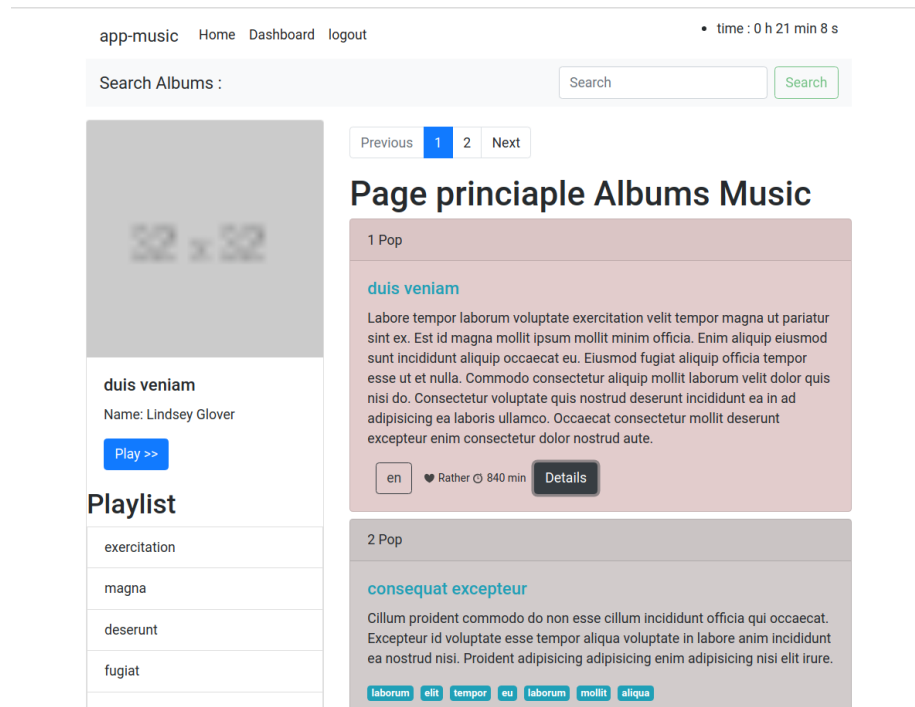 app-music Home Dashboard logout
time : 0 h 21 min 8 s
Search Albums :
Search Search
32 x 32
duis veniam
Name: Lindsey Glover
Play >>
Playlist
exercitation
magna
deserunt
fugiat
Previous 1 2 Next
Page princiaple Albums Music
1 Pop
duis veniam
Labore tempor laborum voluptate exercitation velit tempor magna ut pariatur
sint ex. Est id magna mollit ipsum mollit minim officia. Enim aliquip eiusmod
sunt incididunt aliquip occaecat eu. Eiusmod fugiat aliquip officia tempor
esse ut et nulla. Commodo consectetur aliquip mollit laborum velit dolor quis
nisi do. Consectetur voluptate quis nostrud deserunt incididunt ea in ad
adipisicing ea laboris ullamco. Occaecat consectetur mollit deserunt
excepteur enim consectetur dolor nostrud aute.
en Rather 840 min Details
2 Pop
consequat excepteur
Cillum proident commodo do non esse cillum incididunt officia qui occaecat.
Excepteur id voluptate esse tempor aliqua voluptate in labore anim incididunt
ea nostrud nisi. Proident adipisicing adipisicing enim adipisicing nisi elit irure.
laborum elit tempor eu laborum mollit aliqua